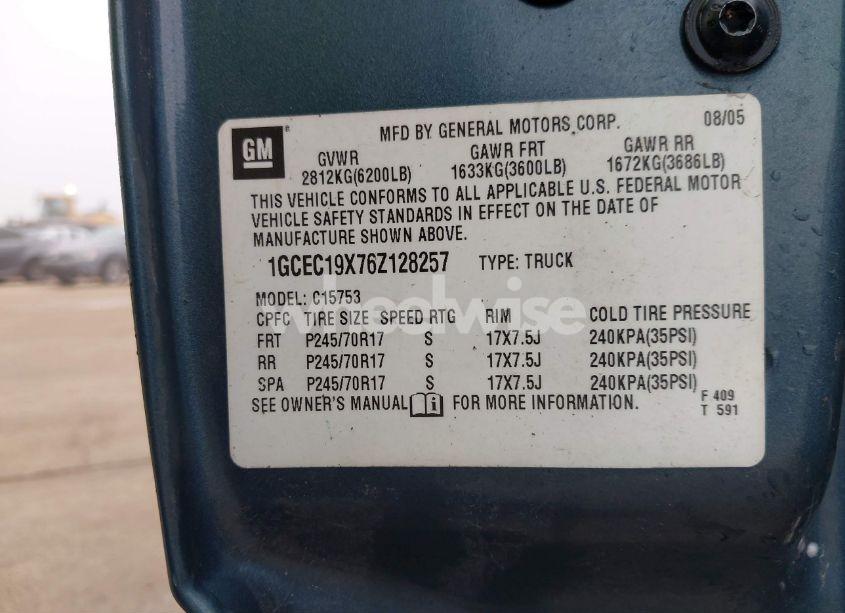 GM
®
MFD BY GENERAL MOTORS CORP. 08/05
GVWR GAWR FRT GAWR RR
2812KG(6200LB) 1633KG(3600LB) 1672KG(3686LB)
THIS VEHICLE CONFORMS TO ALL APPLICABLE U.S. FEDERAL MOTOR
VEHICLE SAFETY STANDARDS IN EFFECT ON THE DATE OF
MANUFACTURE SHOWN ABOVE.
1GCEC19X76Z128257 TYPE: TRUCK
MODEL: C15753
wheelwise
CPFC TIRE SIZE SPEED RTG RIM COLD TIRE PRESSURE
FRT P245/70R17 S 17X7.5J 240KPA(35PSI)
RR P245/70R17 S 17X7.5J 240KPA(35PSI)
SPA P245/70R17 S 17X7.5J 240KPA(35PSI)
SEE OWNER'S MANUAL i FOR MORE INFORMATION.
F 409
T 591